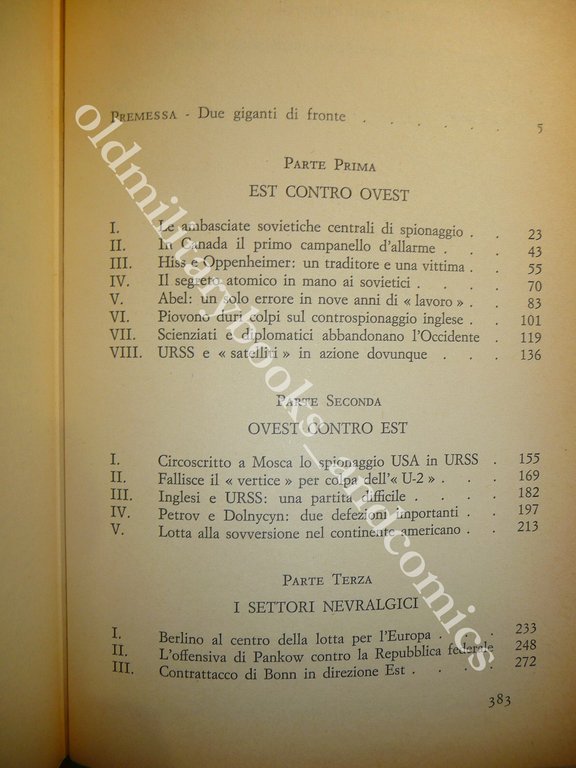 PREMESSA - Due giganti di fronte . . . . . . 5
PARTE PRIMA
EST CONTRO OVEST
I. Le ambasciate sovietiche centrali di spionaggio . . 23
II. In Canada il primo campanello d'allarme . . . 43
III. Hiss e Oppenheimer: un traditore e una vittima . . 55
IV. Il segreto atomico in mano ai sovietici . . . 70
V. Abel: un solo errore in nove anni di « lavoro » . . 83
VI. Piovono duri colpi sul controspionaggio inglese . . 101
VII. Scienziati e diplomatici abbandonano l'Occidente . 119
VIII. URSS e « satelliti » in azione dovunque . . . 136
PARTE SECONDA
OVEST CONTRO EST
I. Circoscritto a Mosca lo spionaggio USA in URSS . 155
II. Fallisce il « vertice » per colpa dell'« U-2 » . . . 169
III. Inglesi e URSS: una partita difficile . . . . 182
IV. Petrov e Dolnycyn: due defezioni importanti . . 197
V. Lotta alla sovversione nel continente americano . . 213
PARTE TERZA
I SETTORI NEVRALGICI
I. Berlino al centro della lotta per l'Europa . . . 233
II. L'offensiva di Pankow contro la Repubblica federale 248
III. Contrattacco di Bonn in direzione Est . . . . 272
383
oldmilitarybooks_andcomics